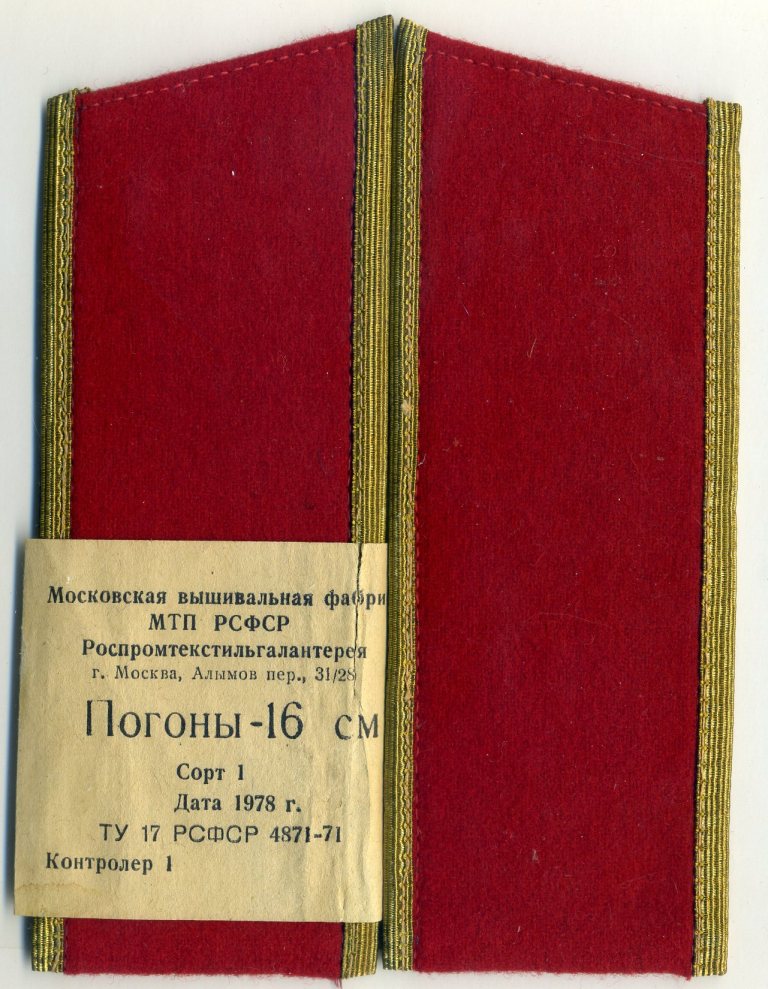 Московская вышивальная фабри
МТП РСФСР
Роспромтекстильгалантерея
г. Москва, Алымов пер., 31/28
Погоны-16 см
Сорт 1
Дата 1978 г.
ТУ 17 РСФСР 4871-71
Контролер 1